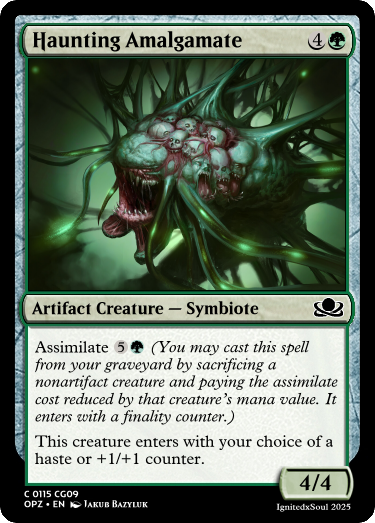 Haunting Amalgamate 4
Artifact Creature — Symbiote
Assimilate 5 (You may cast this spell
from your graveyard by sacrificing a
nonartifact creature and paying the assimilate
cost reduced by that creature's mana value. It
enters with a finality counter.)
This creature enters with your choice of a
haste or +1/+1 counter.
4/4
C 0115 CG09
OPZ • EN Jakub Bazyluk
IgnitedxSoul 2025